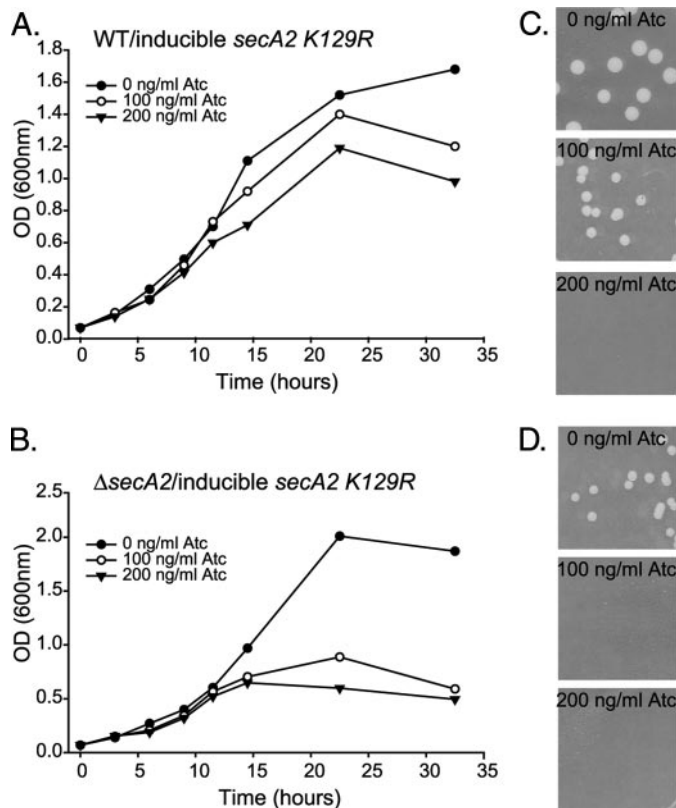 A.
WT/inducible secA2 K129R
1.8
1.6
1.4
1.2
1.0
0.8
0.6
0.4
0.2
0.0
OD (600nm)
0 ng/ml Atc
100 ng/ml Atc
200 ng/ml Atc
0 5 10 15 20 25 30 35
Time (hours)
C.
0 ng/ml Atc
100 ng/ml Atc
200 ng/ml Atc
B.
ΔsecA2/inducible secA2 K129R
2.5
2.0
1.5
1.0
0.5
0.0
OD (600nm)
0 ng/ml Atc
100 ng/ml Atc
200 ng/ml Atc
0 5 10 15 20 25 30 35
Time (hours)
D.
0 ng/ml Atc
100 ng/ml Atc
200 ng/ml Atc